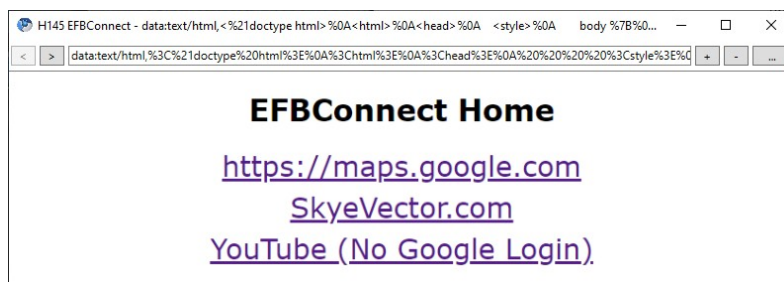 H145 EFBConnect - data:text/html,<%21doctype html>%0A<html>%0A<head>%0A <style>%0A body %7B%0...
< > data:text/html,%3C%21doctype%20html%3E%0A%3Chtml%3E%0A%3Chead%3E%0A%20%20%20%20%3Cstyle%3E%0 + - ...
EFBConnect Home
https://maps.google.com
SkyeVector.com
YouTube (No Google Login)